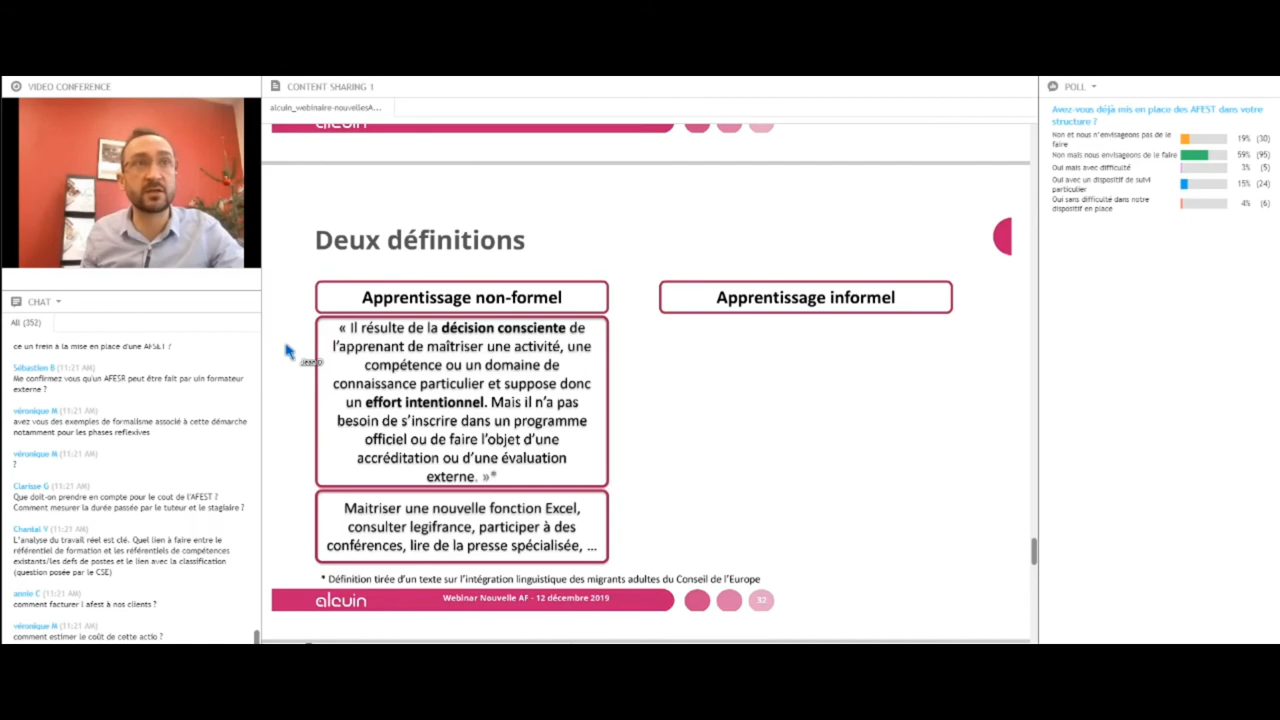 VIDEO CONFERENCE
CHAT
All (352)
ce un frein à la mise en place d'une AFSET ?
Sébastien B (11:21 AM)
Me confirmez vous qu'un AFESR peut être fait par uin formateur
externe ?
véronique M (11:21 AM)
avez vous des exemples de formalisme associé à cette démarche
notamment pour les phases reflexives
véronique M (11:21 AM)
?
Clarisse G (11:21 AM)
Que doit-on prendre en compte pour le cout de l'AFEST ?
Comment mesurer la durée passée par le tuteur et le stagiaire ?
Chantal V (11:21 AM)
L'analyse du travail réel est clé. Quel lien à faire entre le
référentiel de formation et les référentiels de compétences
existants/les defs de postes et le lien avec la classification
(question posée par le CSE)
annie C (11:21 AM)
comment facturer l afest à nos clients ?
véronique M (11:21 AM)
comment estimer le coût de cette actio ?
CONTENT SHARING 1
alcuin_webinaire-nouvellesA...
alcuin
Deux définitions
Apprentissage non-formel
« Il résulte de la décision consciente de
l'apprenant de maîtriser une activité, une
compétence ou un domaine de
connaissance particulier et suppose donc
un effort intentionnel. Mais il n'a pas
besoin de s'inscrire dans un programme
officiel ou de faire l'objet d'une
accréditation ou d'une évaluation
externe. »*
Maitriser une nouvelle fonction Excel,
consulter legifrance, participer à des
conférences, lire de la presse spécialisée, ...
Apprentissage informel
* Définition tirée d'un texte sur l'intégration linguistique des migrants adultes du Conseil de l'Europe
alcuin
Webinar Nouvelle AF - 12 décembre 2019
32
POLL
Avez-vous déjà mis en place des AFEST dans votre
structure ?
Non et nous n'envisageons pas de le
faire
19% (30)
Non mais nous envisageons de le faire
59% (95)
Oui mais avec difficulté
3% (5)
Oui avec un dispositif de suivi
particulier
15% (24)
Oui sans difficulté dans notre
dispositif en place
4% (6)